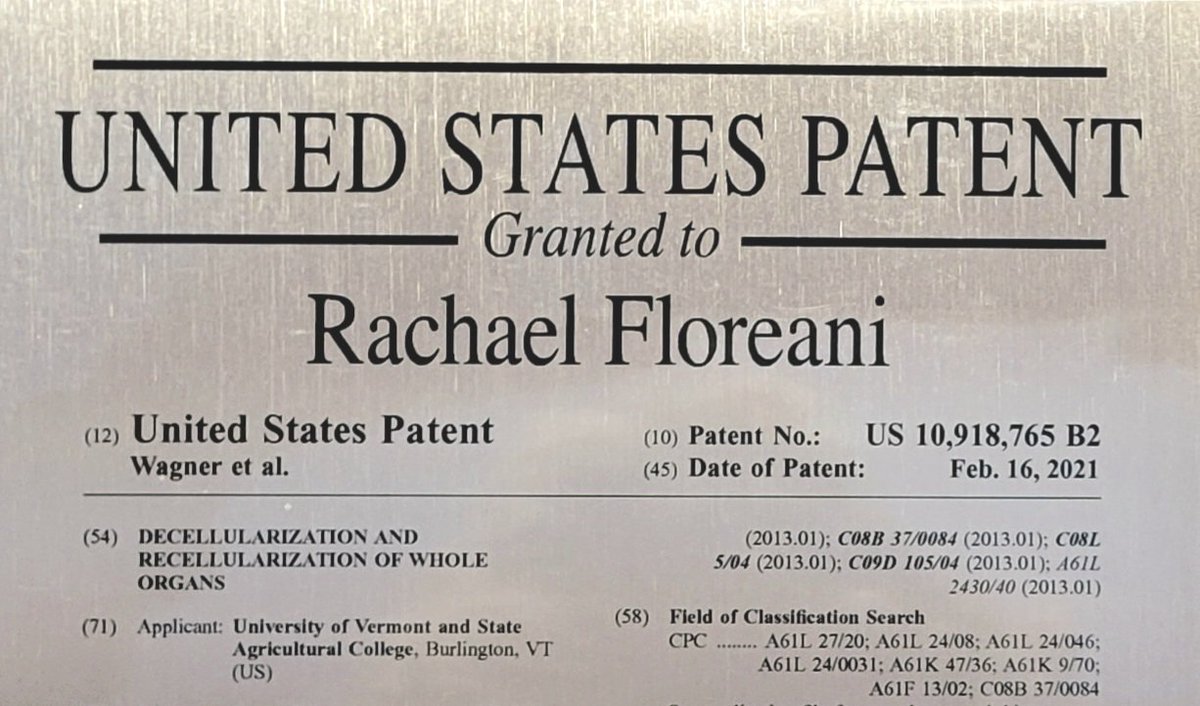 UNITED STATES PATENT
Granted to
Rachael Floreani
(12) United States Patent
Wagner et al.
(10) Patent No.: US 10,918,765 B2
(45) Date of Patent: Feb. 16, 2021
(54) DECELLULARIZATION AND
RECELLULARIZATION OF WHOLE
ORGANS
(71) Applicant: University of Vermont and State
Agricultural College, Burlington, VT
(US)
(2013.01); C08B 37/0084 (2013.01); C08L
5/04 (2013.01); C09D 105/04 (2013.01); A61L
2430/40 (2013.01)
(58) Field of Classification Search
CPC ........ A61L 27/20; A61L 24/08; A61L 24/046;
A61L 24/0031; A61K 47/36; A61K 9/70;
A61F 13/02; C08B 37/0084